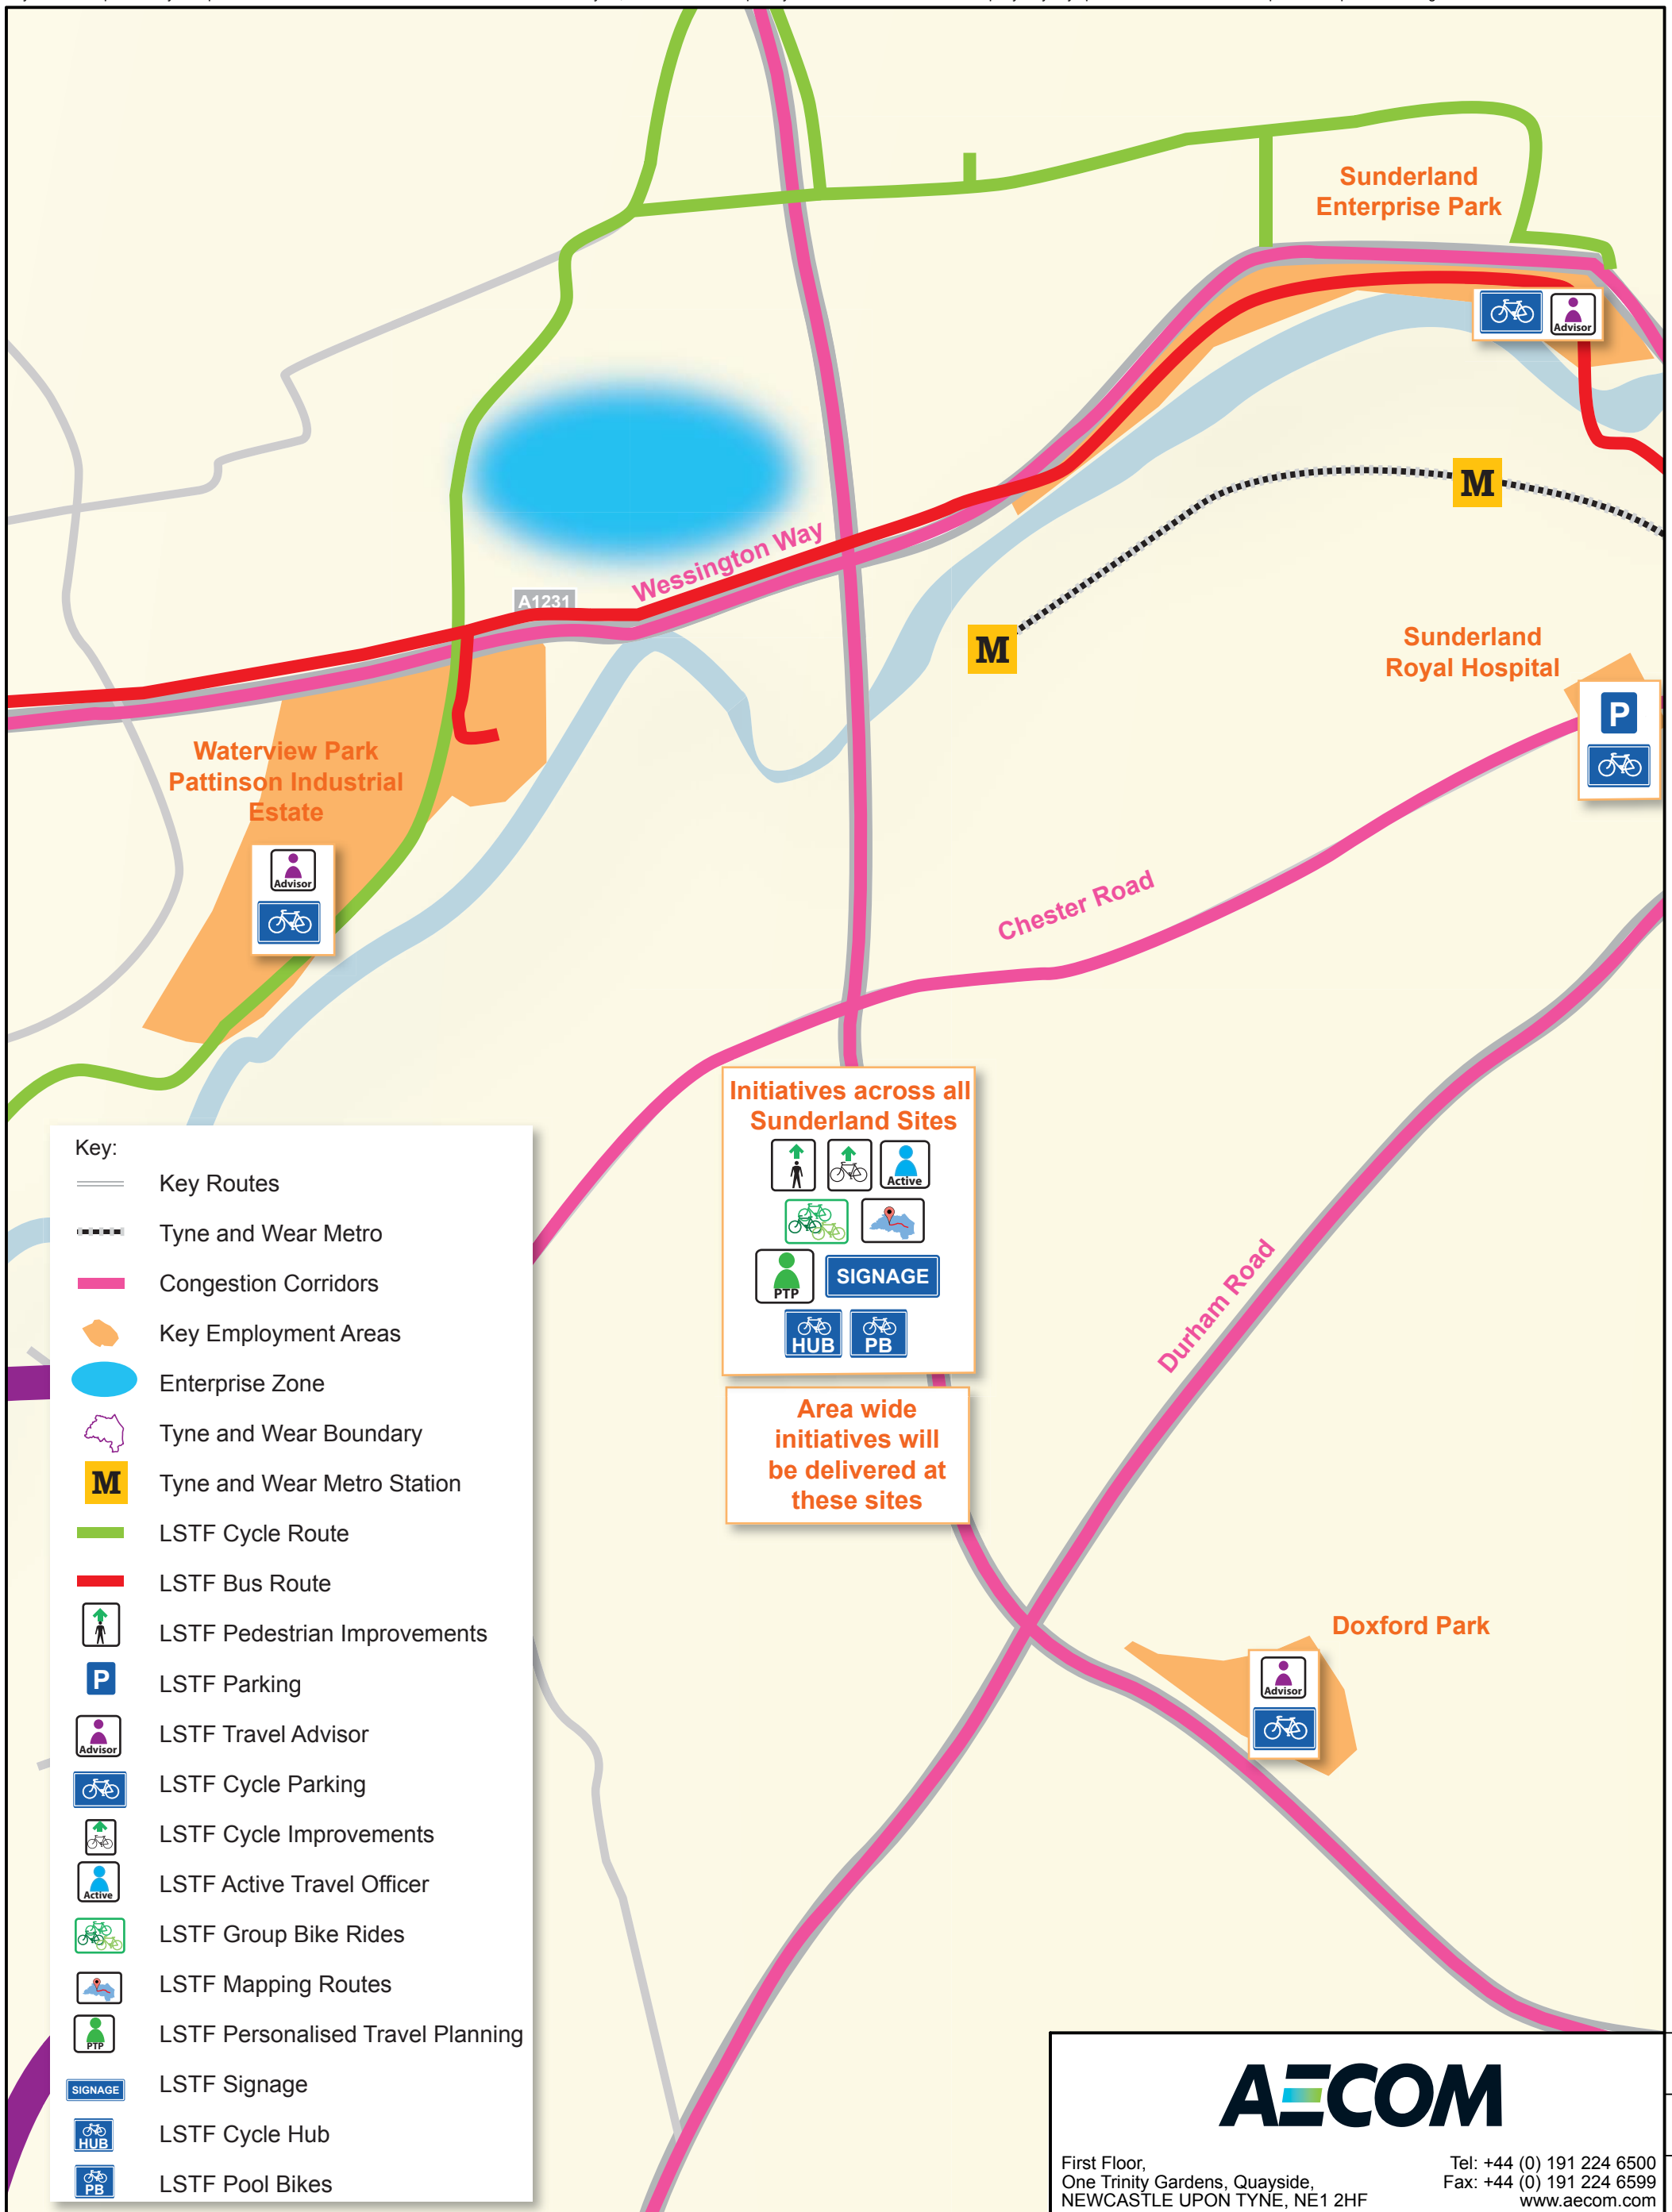 Sunderland
Enterprise Park
Advisor
M
Wessington Way
A1231
M
Sunderland
Royal Hospital
P
Waterview Park
Pattinson Industrial
Estate
Advisor
Chester Road
Initiatives across all
Sunderland Sites
Active
PTP
SIGNAGE
HUB
PB
Area wide
initiatives will
be delivered at
these sites
Durham Road
Doxford Park
Advisor
Key:
Key Routes
Tyne and Wear Metro
Congestion Corridors
Key Employment Areas
Enterprise Zone
Tyne and Wear Boundary
M Tyne and Wear Metro Station
LSTF Cycle Route
LSTF Bus Route
LSTF Pedestrian Improvements
P LSTF Parking
Advisor LSTF Travel Advisor
LSTF Cycle Parking
LSTF Cycle Improvements
Active LSTF Active Travel Officer
LSTF Group Bike Rides
LSTF Mapping Routes
PTP LSTF Personalised Travel Planning
SIGNAGE LSTF Signage
HUB LSTF Cycle Hub
PB LSTF Pool Bikes
AECOM
First Floor,
One Trinity Gardens, Quayside,
NEWCASTLE UPON TYNE, NE1 2HF
Tel: +44 (0) 191 224 6500
Fax: +44 (0) 191 224 6599
www.aecom.com